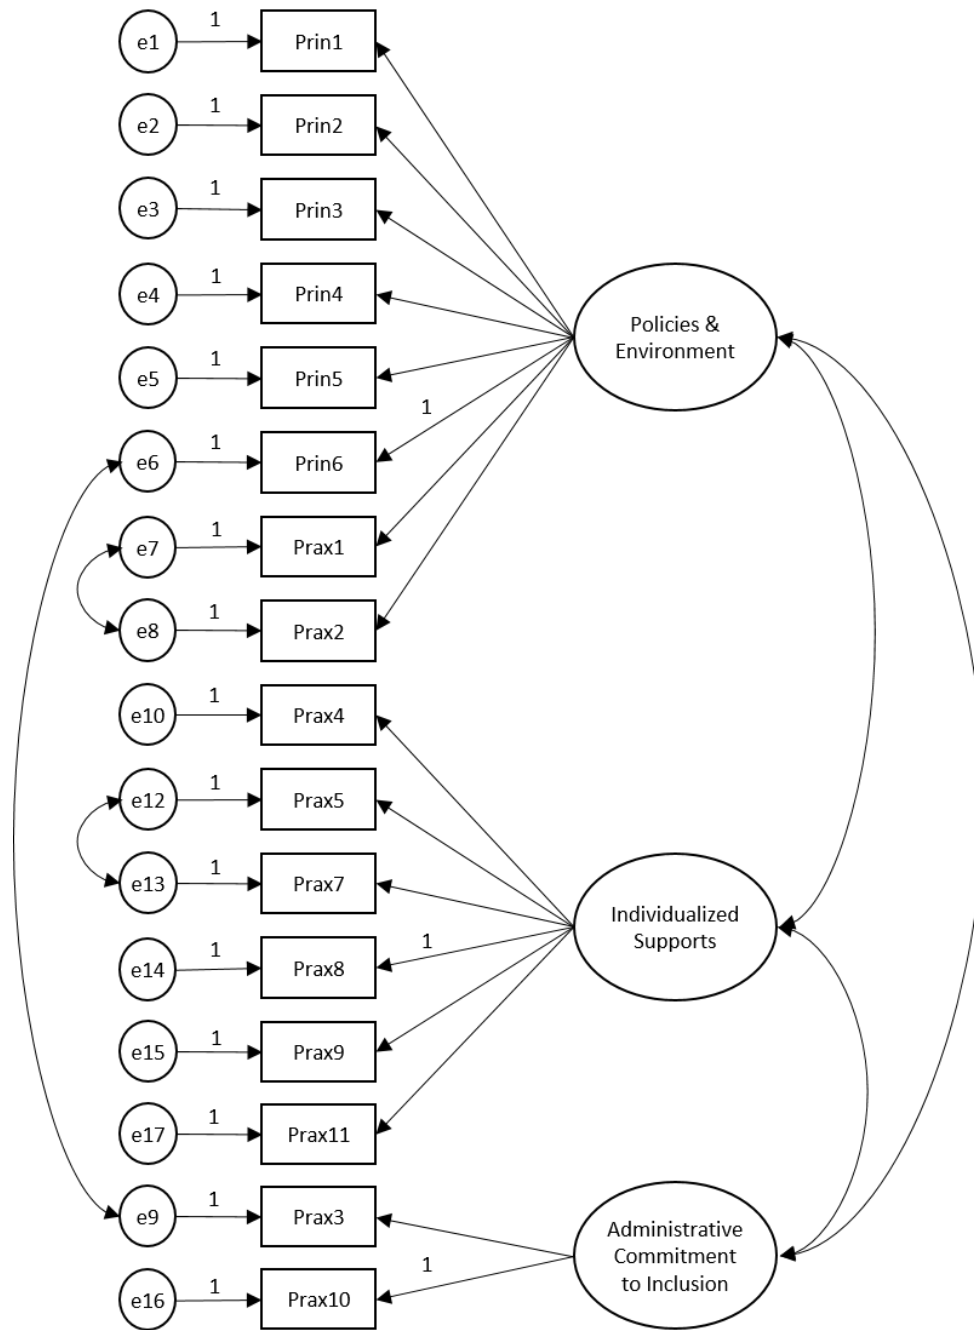 e1 1 Prin1
e2 1 Prin2
e3 1 Prin3
e4 1 Prin4
Policies &
Environment
e5 1 Prin5
1
e6 1 Prin6
e7 1 Prax1
e8 1 Prax2
e10 1 Prax4
e12 1 Prax5
e13 1 Prax7
Individualized
Supports
1
e14 1 Prax8
e15 1 Prax9
e17 1 Prax11
e9 1 Prax3
Administrative
Commitment
to Inclusion
1
e16 1 Prax10